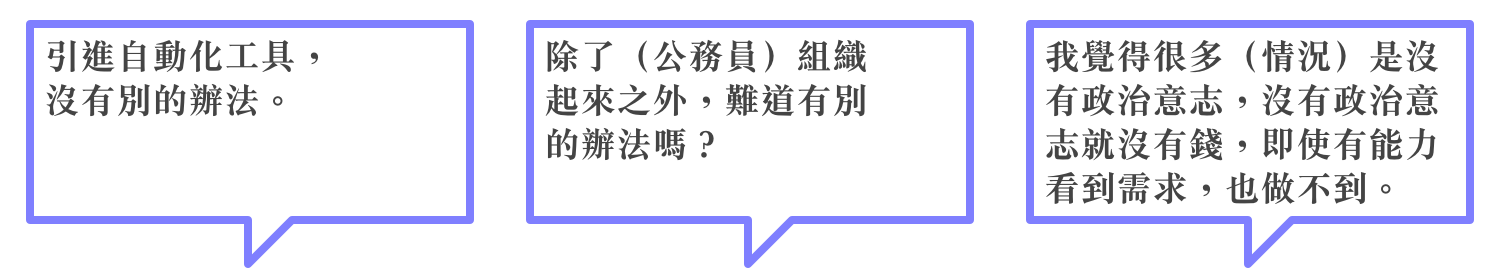 引進自動化工具，
沒有別的辦法。
除了（公務員）組織
起來之外，難道有別
的辦法嗎？
我覺得很多（情況）是沒
有政治意志，沒有政治意
志就沒有錢，即使有能力
看到需求，也做不到。